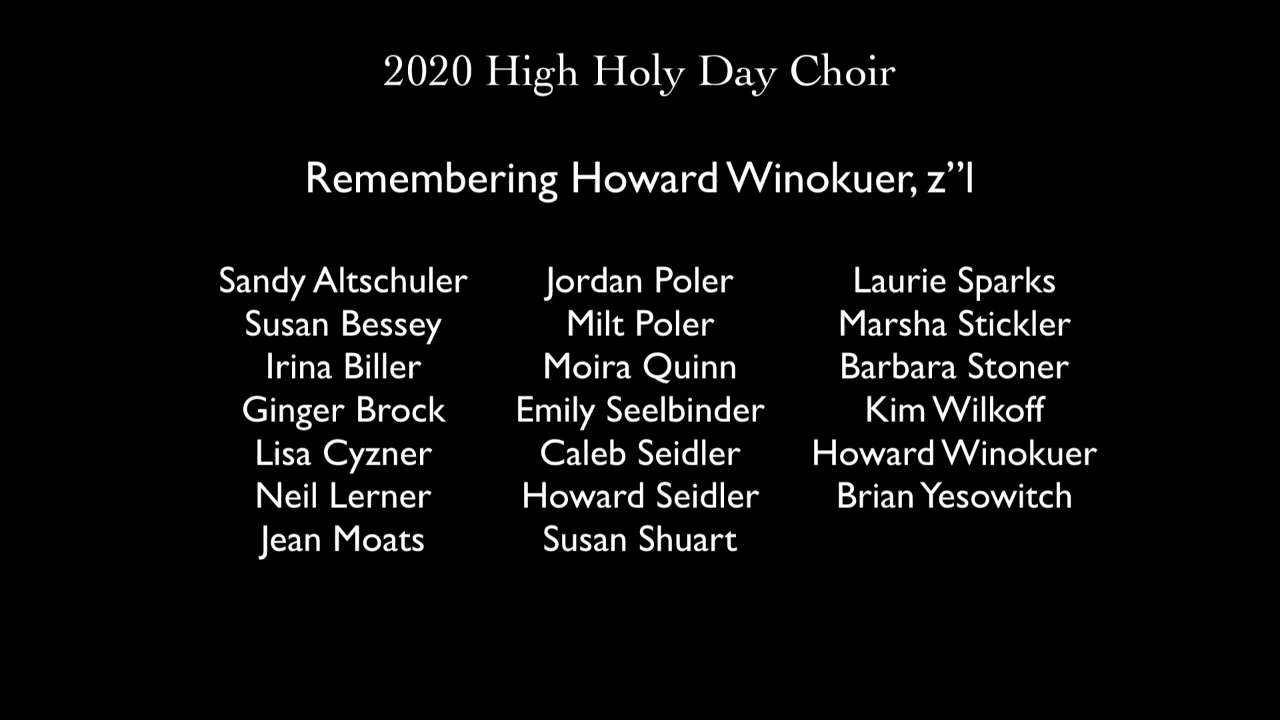 2020 High Holy Day Choir
Remembering Howard Winokuer, z”l
Sandy Altschuler
Susan Bessey
Irina Biller
Ginger Brock
Lisa Cyzner
Neil Lerner
Jean Moats
Jordan Poler
Milt Poler
Moira Quinn
Emily Seelbinder
Caleb Seidler
Howard Seidler
Susan Shuart
Laurie Sparks
Marsha Stickler
Barbara Stoner
Kim Wilkoff
Howard Winokuer
Brian Yesowitch